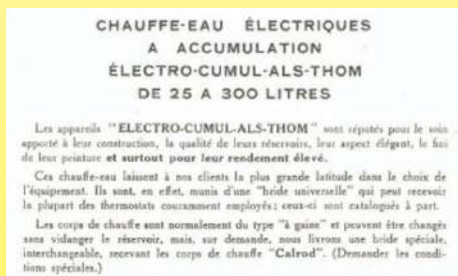 CHAUFFE-EAU ÉLECTRIQUES
A ACCUMULATION
ÉLECTRO-CUMUL-ALS-THOM
DE 25 A 300 LITRES
Les appareils "ELECTRO-CUMUL-ALS-THOM" sont réputés pour le soin
apporté à leur construction, la qualité de leurs réservoirs, leur aspect élégant, le fini
de leur peinture et surtout pour leur rendement élevé.
Ces chauffe-eau laissent à nos clients la plus grande latitude dans le choix de
l'équipement. Ils sont, en effet, munis d'une "bride universelle" qui peut recevoir
la plupart des thermostats couramment employés ; ceux-ci sont catalogués à part.
Les corps de chauffe sont normalement du type "à gaine" et peuvent être changés
sans vidanger le réservoir, mais, sur demande, nous livrons une bride spéciale,
interchangeable, recevant les corps de chauffe "Calrod". (Demander les condi-
tions spéciales.)